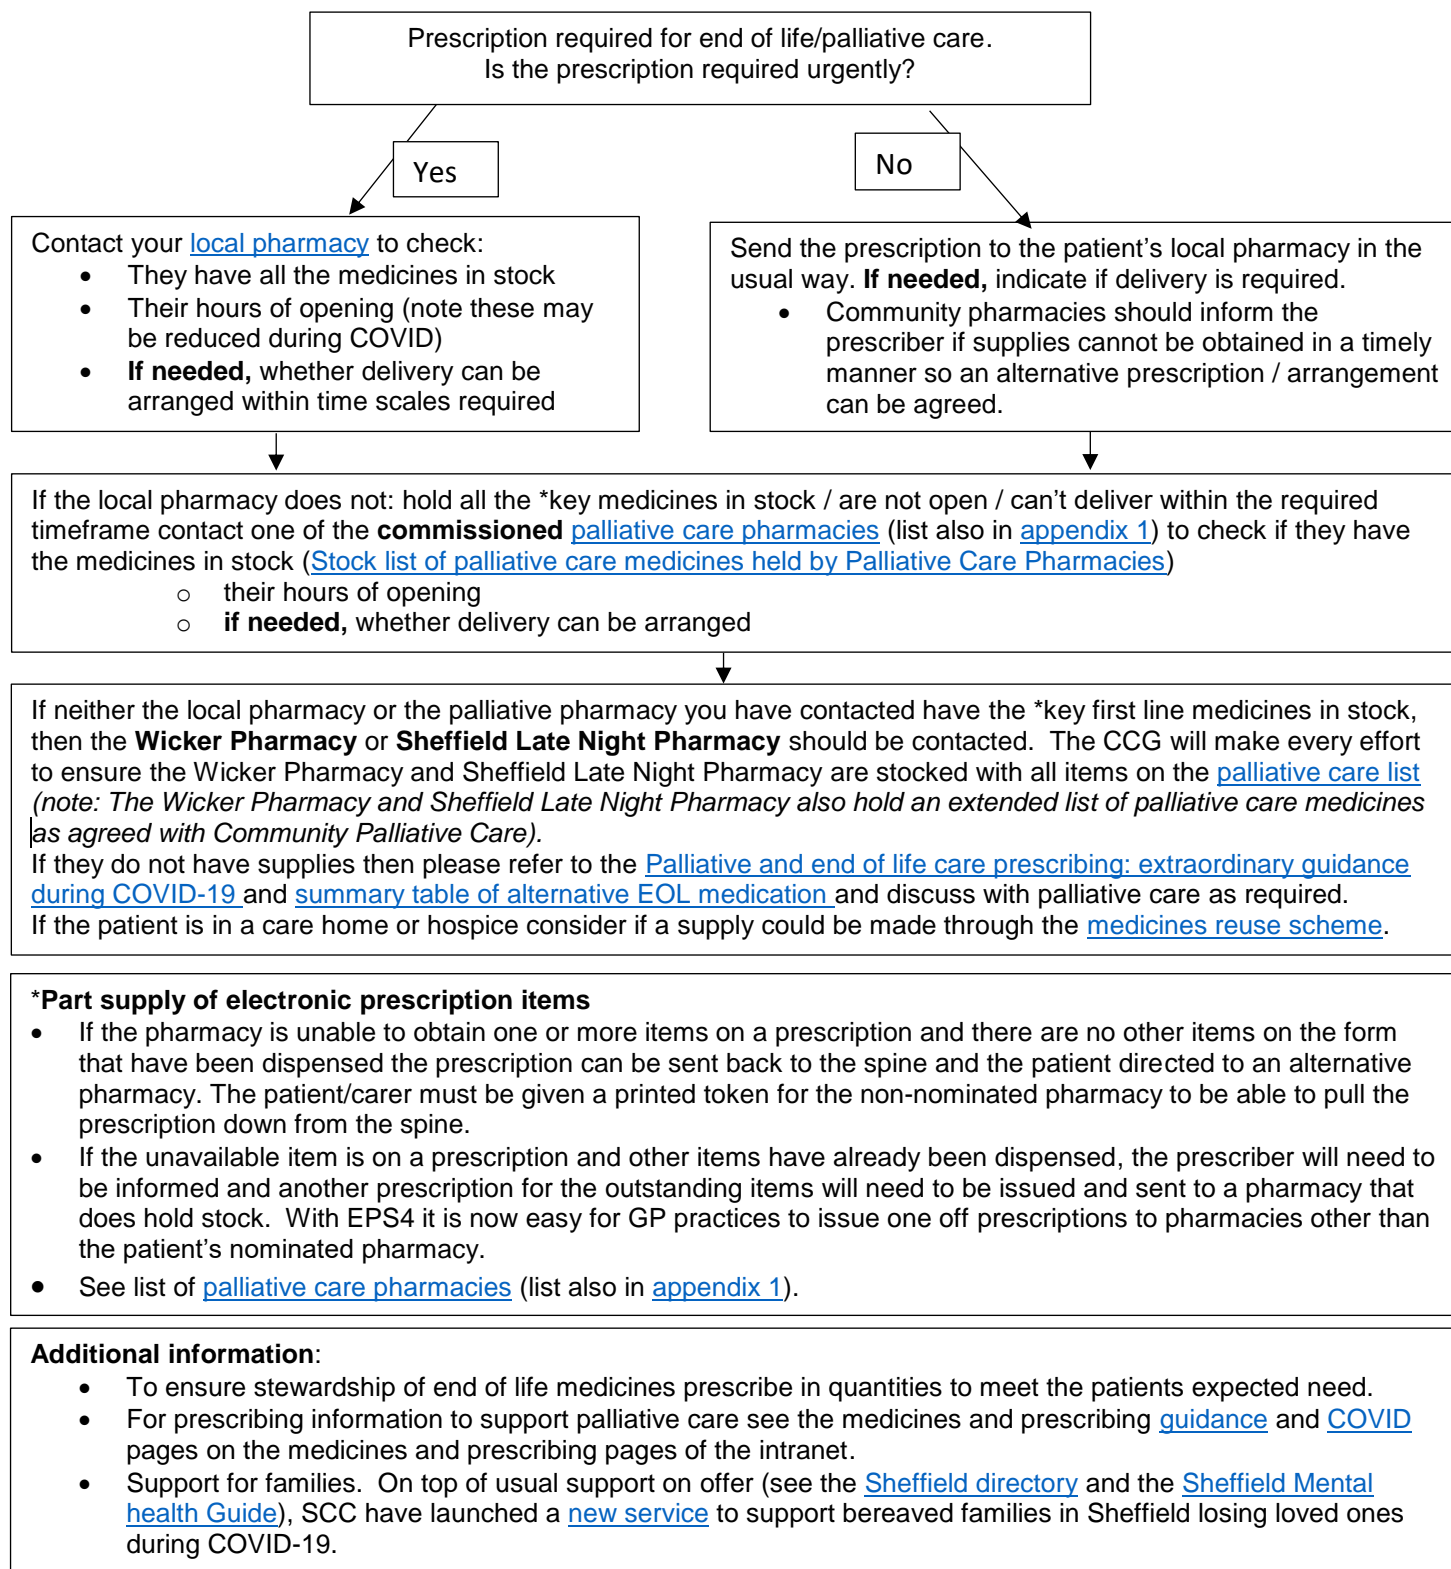 Prescription required for end of life/palliative care.
Is the prescription required urgently?
Yes
No
Contact your local pharmacy to check:
• They have all the medicines in stock
• Their hours of opening (note these may
be reduced during COVID)
• If needed, whether delivery can be
arranged within time scales required
Send the prescription to the patient’s local pharmacy in the
usual way. If needed, indicate if delivery is required.
• Community pharmacies should inform the
prescriber if supplies cannot be obtained in a timely
manner so an alternative prescription / arrangement
can be agreed.
If the local pharmacy does not: hold all the *key medicines in stock / are not open / can’t deliver within the required
timeframe contact one of the commissioned palliative care pharmacies (list also in appendix 1) to check if they have
the medicines in stock (Stock list of palliative care medicines held by Palliative Care Pharmacies)
o their hours of opening
o if needed, whether delivery can be arranged
If neither the local pharmacy or the palliative pharmacy you have contacted have the *key first line medicines in stock,
then the Wicker Pharmacy or Sheffield Late Night Pharmacy should be contacted. The CCG will make every effort
to ensure the Wicker Pharmacy and Sheffield Late Night Pharmacy are stocked with all items on the palliative care list
(note: The Wicker Pharmacy and Sheffield Late Night Pharmacy also hold an extended list of palliative care medicines
as agreed with Community Palliative Care).
If they do not have supplies then please refer to the Palliative and end of life care prescribing: extraordinary guidance
during COVID-19 and summary table of alternative EOL medication and discuss with palliative care as required.
If the patient is in a care home or hospice consider if a supply could be made through the medicines reuse scheme.
*Part supply of electronic prescription items
• If the pharmacy is unable to obtain one or more items on a prescription and there are no other items on the form
that have been dispensed the prescription can be sent back to the spine and the patient directed to an alternative
pharmacy. The patient/carer must be given a printed token for the non-nominated pharmacy to be able to pull the
prescription down from the spine.
• If the unavailable item is on a prescription and other items have already been dispensed, the prescriber will need to
be informed and another prescription for the outstanding items will need to be issued and sent to a pharmacy that
does hold stock. With EPS4 it is now easy for GP practices to issue one off prescriptions to pharmacies other than
the patient’s nominated pharmacy.
• See list of palliative care pharmacies (list also in appendix 1).
Additional information:
• To ensure stewardship of end of life medicines prescribe in quantities to meet the patients expected need.
• For prescribing information to support palliative care see the medicines and prescribing guidance and COVID
pages on the medicines and prescribing pages of the intranet.
• Support for families. On top of usual support on offer (see the Sheffield directory and the Sheffield Mental
health Guide), SCC have launched a new service to support bereaved families in Sheffield losing loved ones
during COVID-19.